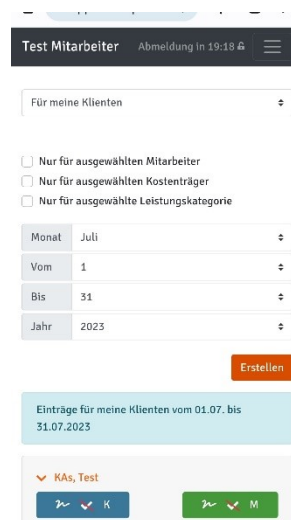 Test Mitarbeiter Abmeldung in 19:18
Für meine Klienten
Nur für ausgewählten Mitarbeiter
Nur für ausgewählten Kostenträger
Nur für ausgewählte Leistungskategorie
Monat Juli
Vom 1
Bis 31
Jahr 2023
Erstellen
Einträge für meine Klienten vom 01.07. bis
31.07.2023
KAs, Test
K M